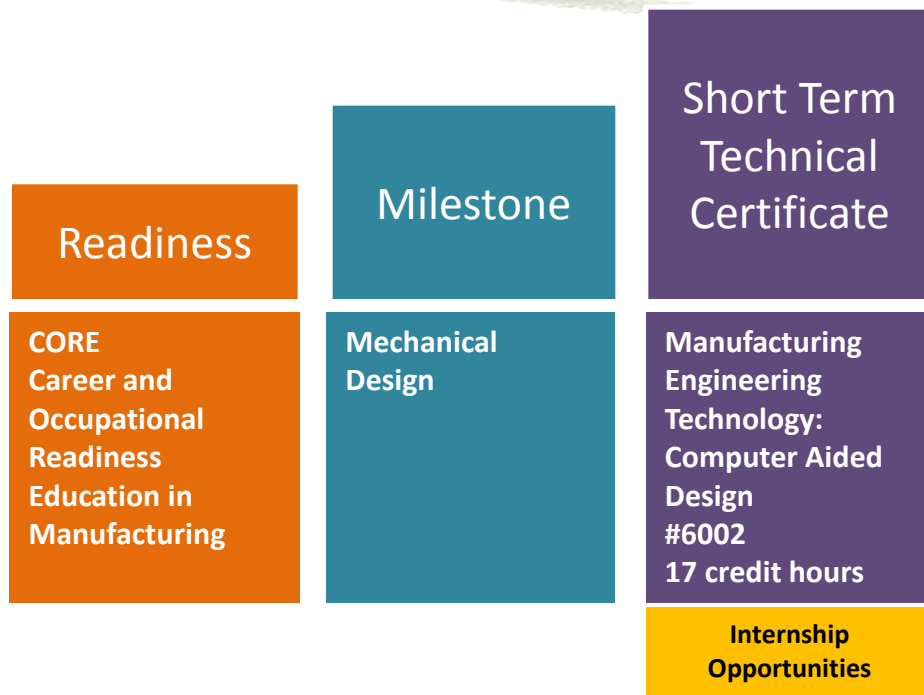 Readiness
CORE
Career and
Occupational
Readiness
Education in
Manufacturing
Milestone
Mechanical
Design
Short Term
Technical
Certificate
Manufacturing
Engineering
Technology:
Computer Aided
Design
#6002
17 credit hours
Internship
Opportunities